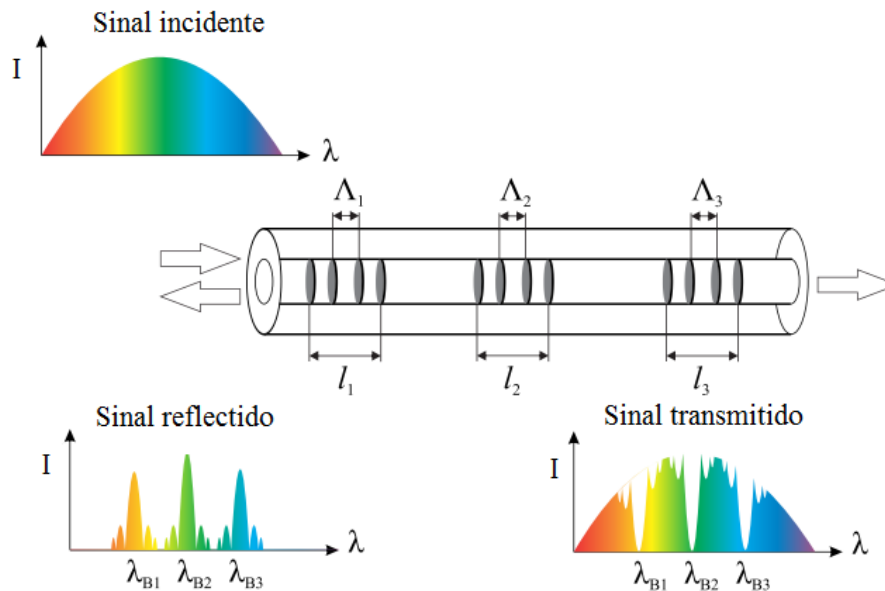 Sinal incidente
I
λ
Λ1 Λ2 Λ3
l1 l2 l3
Sinal reflectido
I
λ
λB1 λB2 λB3
Sinal transmitido
I
λ
λB1 λB2 λB3